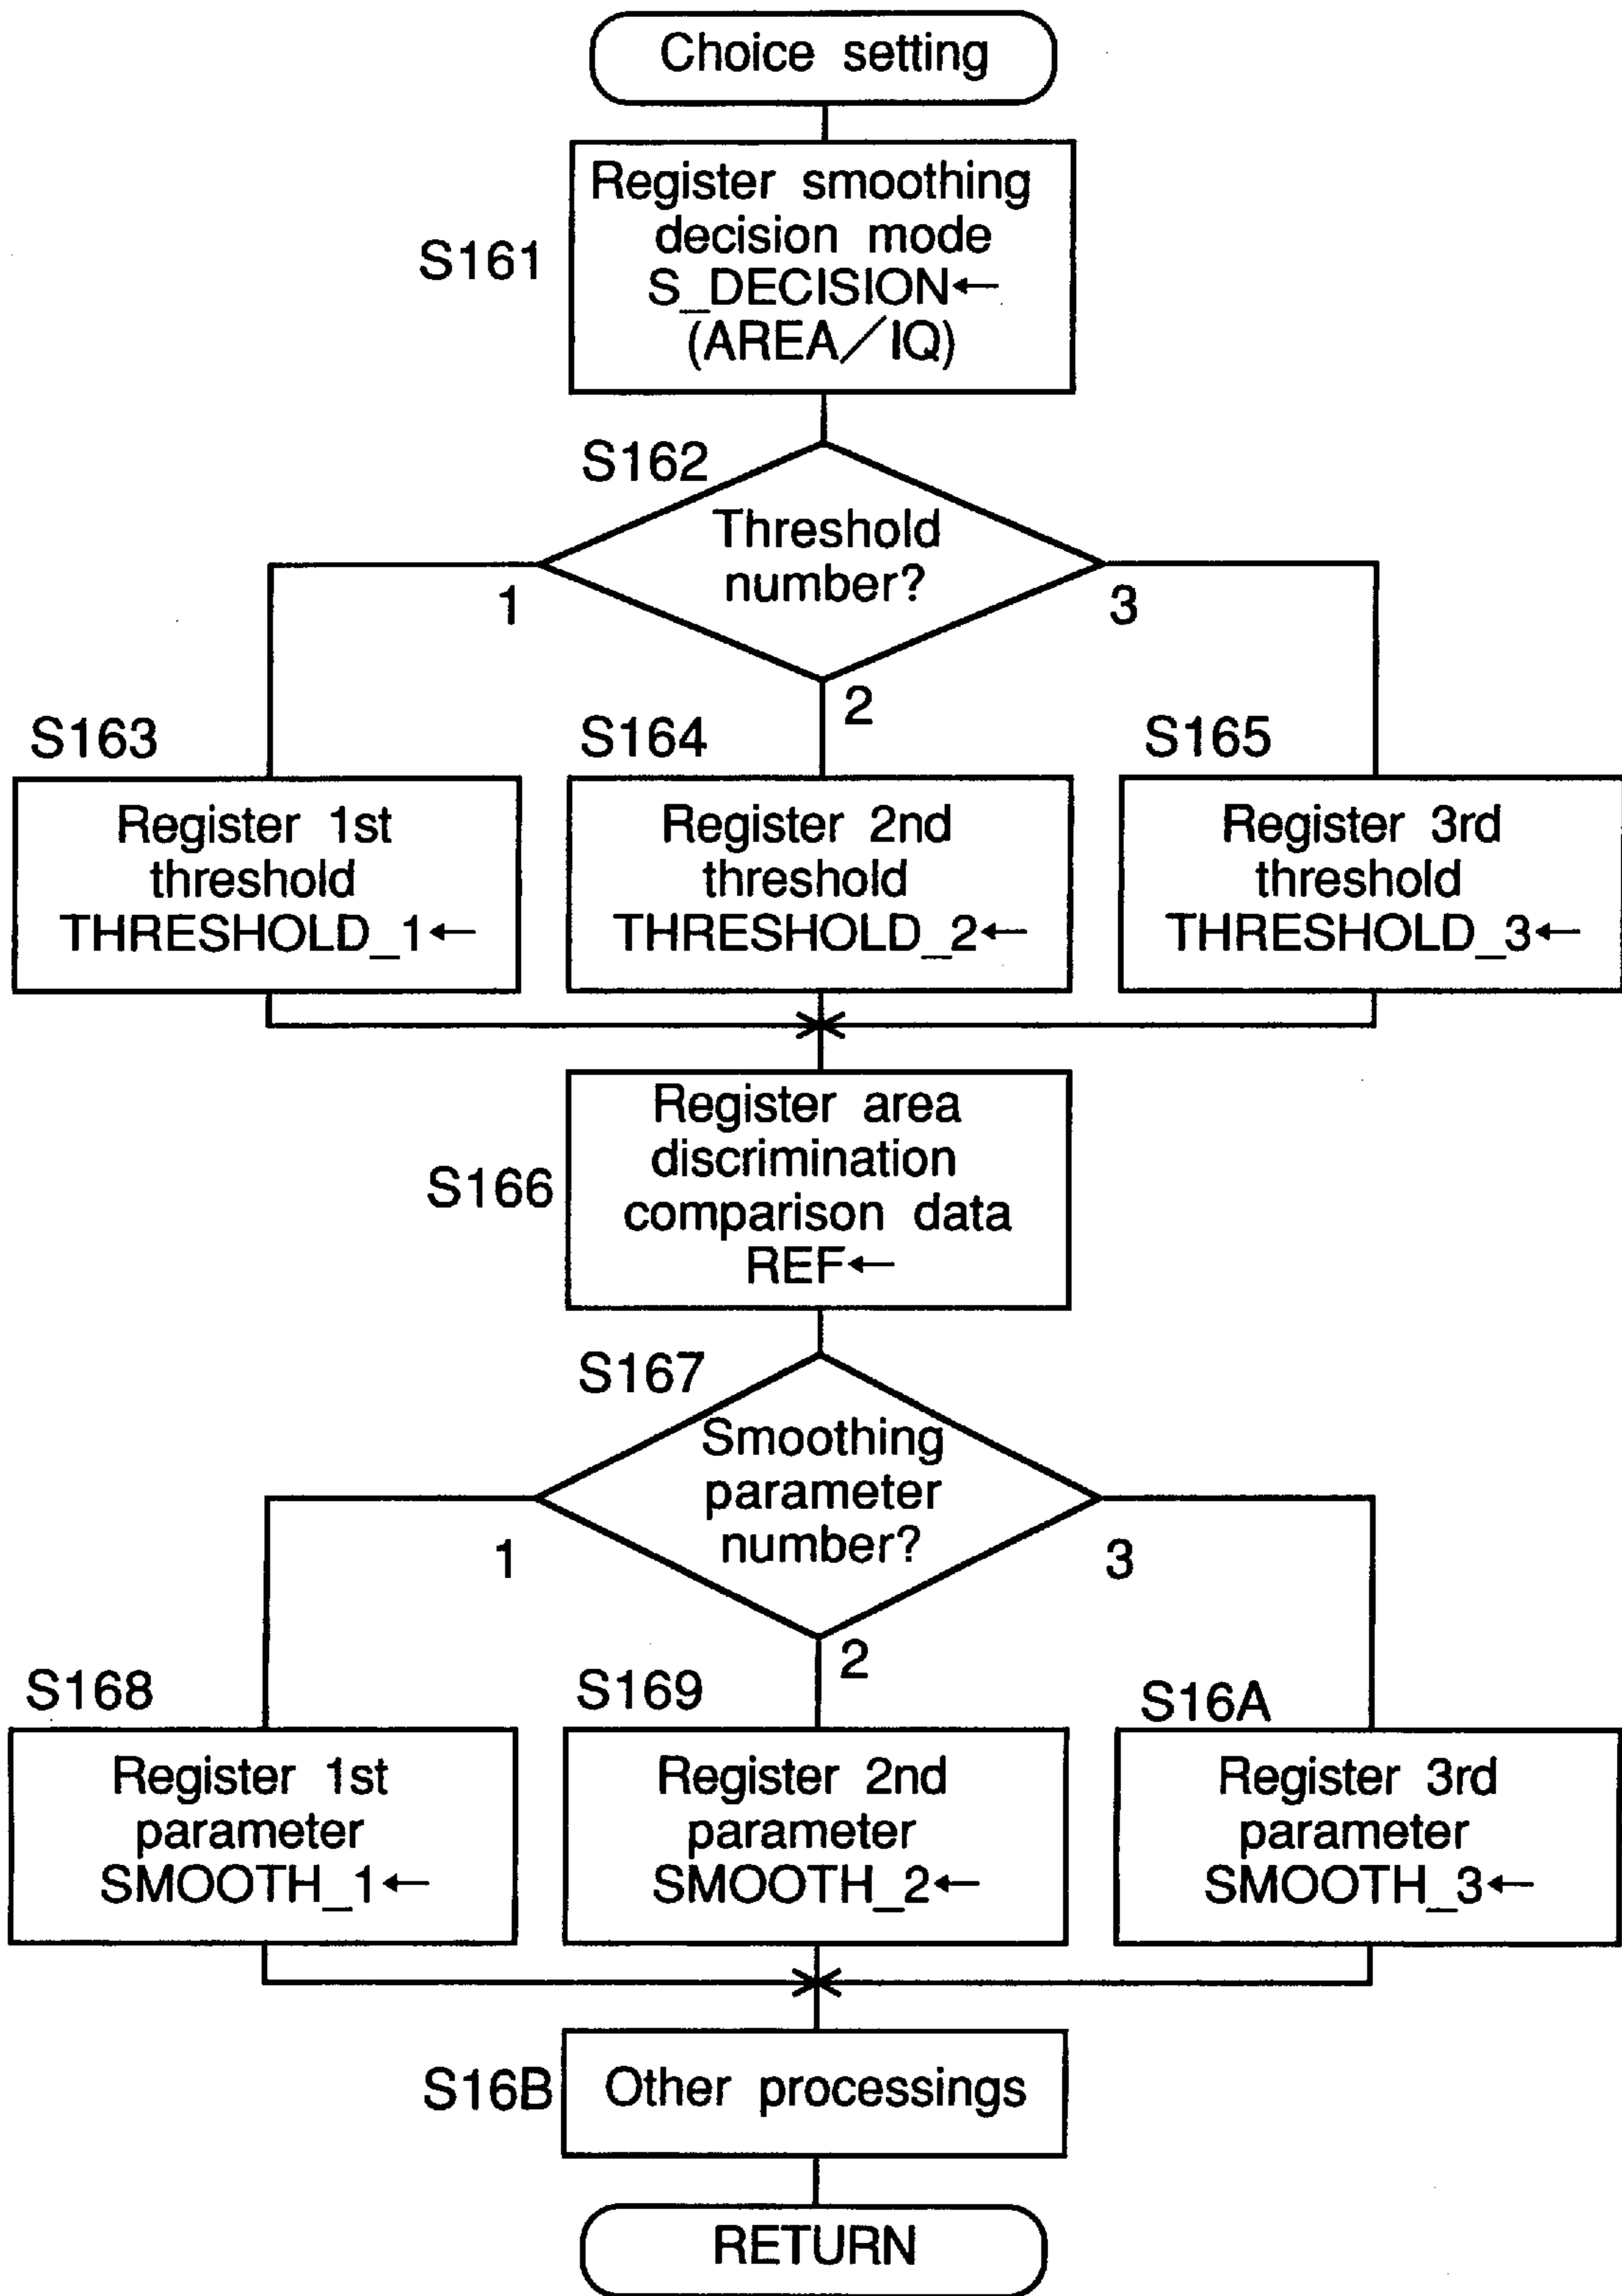 Choice setting
S161
Register smoothing
decision mode
S_DECISION←
(AREA/IQ)
S162
Threshold
number?
1
2
3
S163
Register 1st
threshold
THRESHOLD_1←
S164
Register 2nd
threshold
THRESHOLD_2←
S165
Register 3rd
threshold
THRESHOLD_3←
S166
Register area
discrimination
comparison data
REF←
S167
Smoothing
parameter
number?
1
2
3
S168
Register 1st
parameter
SMOOTH_1←
S169
Register 2nd
parameter
SMOOTH_2←
S16A
Register 3rd
parameter
SMOOTH_3←
S16B
Other processings
RETURN